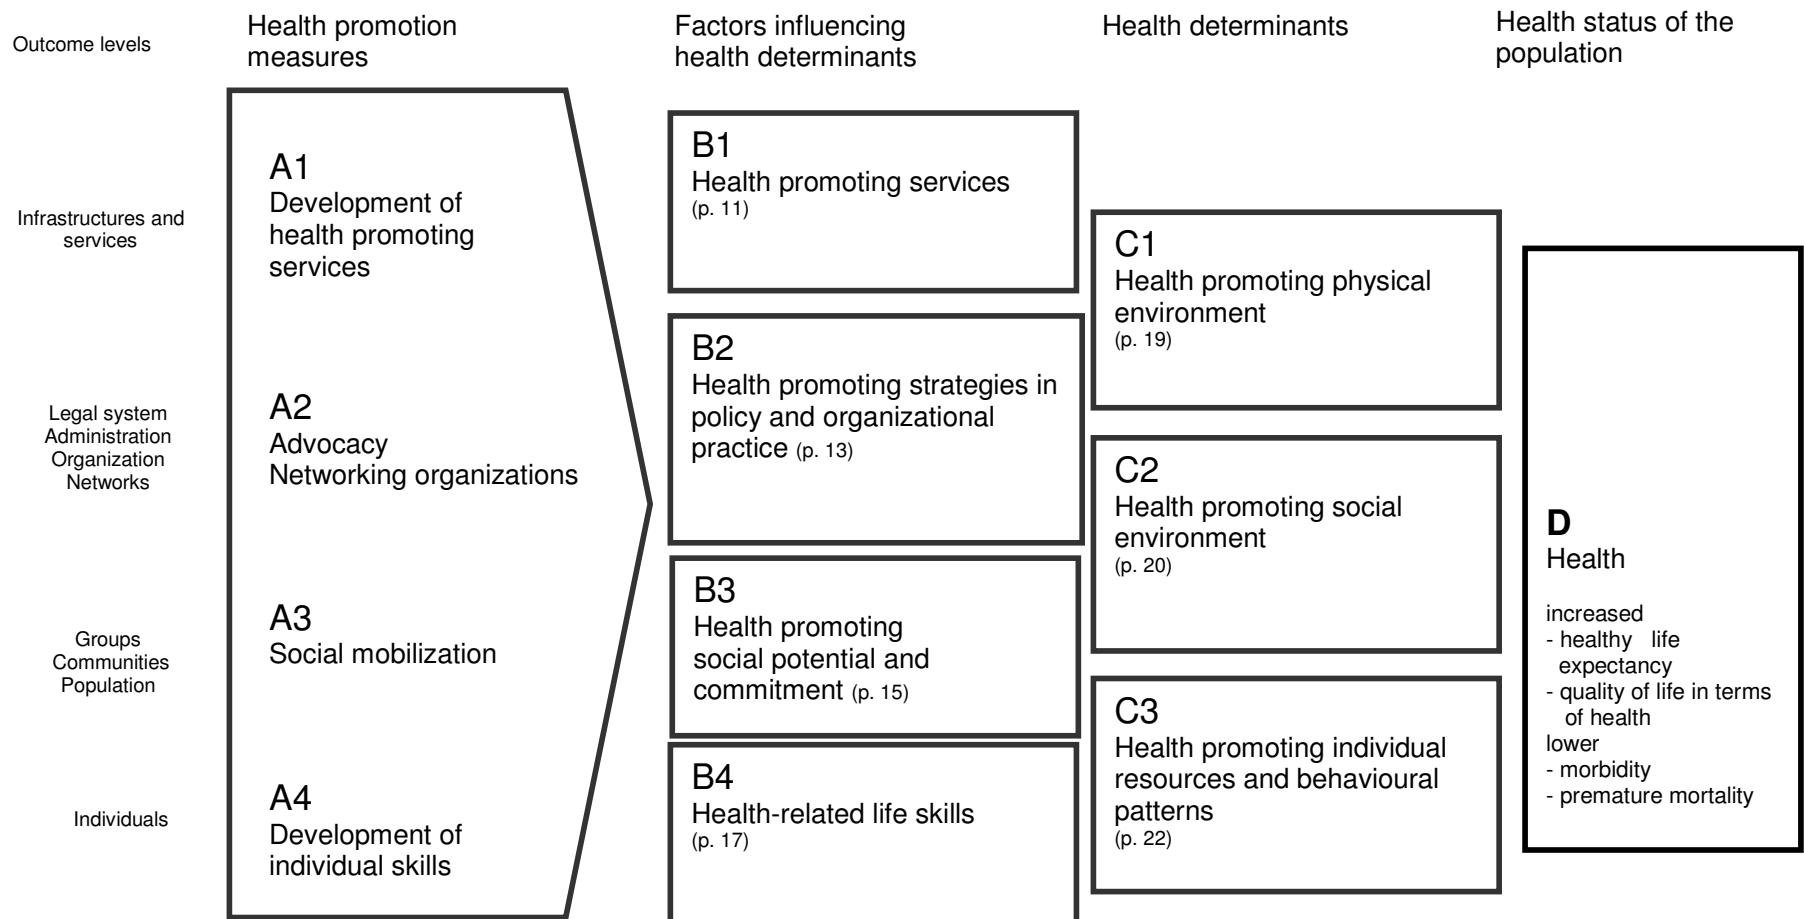 Outcome levels
Health promotion
measures
Factors influencing
health determinants
Health determinants
Health status of the
population
Infrastructures and
services
Legal system
Administration
Organization
Networks
Groups
Communities
Population
Individuals
A1
Development of
health promoting
services
A2
Advocacy
Networking organizations
A3
Social mobilization
A4
Development of
individual skills
B1
Health promoting services
(p. 11)
B2
Health promoting strategies in
policy and organizational
practice (p. 13)
B3
Health promoting
social potential and
commitment (p. 15)
B4
Health-related life skills
(p. 17)
C1
Health promoting physical
environment
(p. 19)
C2
Health promoting social
environment
(p. 20)
C3
Health promoting individual
resources and behavioural
patterns
(p. 22)
D
Health
increased
- healthy life
expectancy
- quality of life in terms
of health
lower
- morbidity
- premature mortality